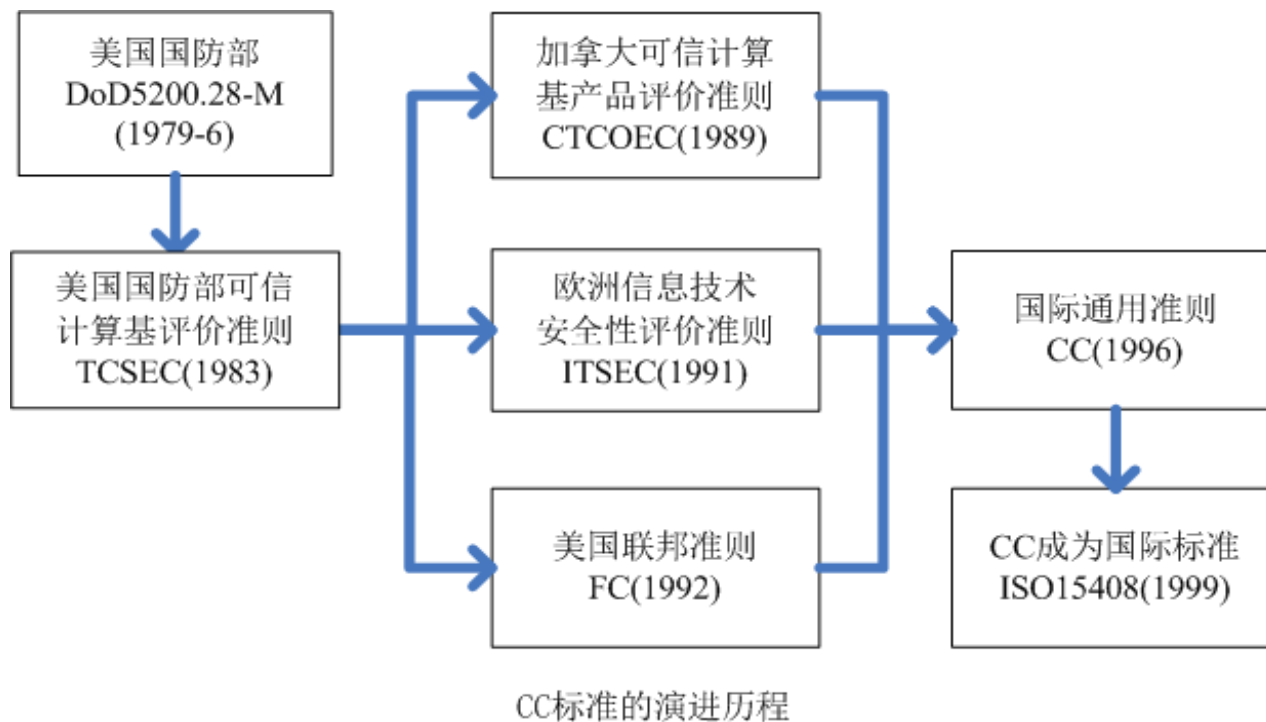 美国国防部
DoD5200.28-M
(1979-6)
美国国防部可信
计算基评价准则
TCSEC(1983)
加拿大可信计算
基产品评价准则
CTCOEC(1989)
欧洲信息技术
安全性评价准则
ITSEC(1991)
美国联邦准则
FC(1992)
国际通用准则
CC(1996)
CC成为国际标准
ISO15408(1999)
CC标准的演进历程